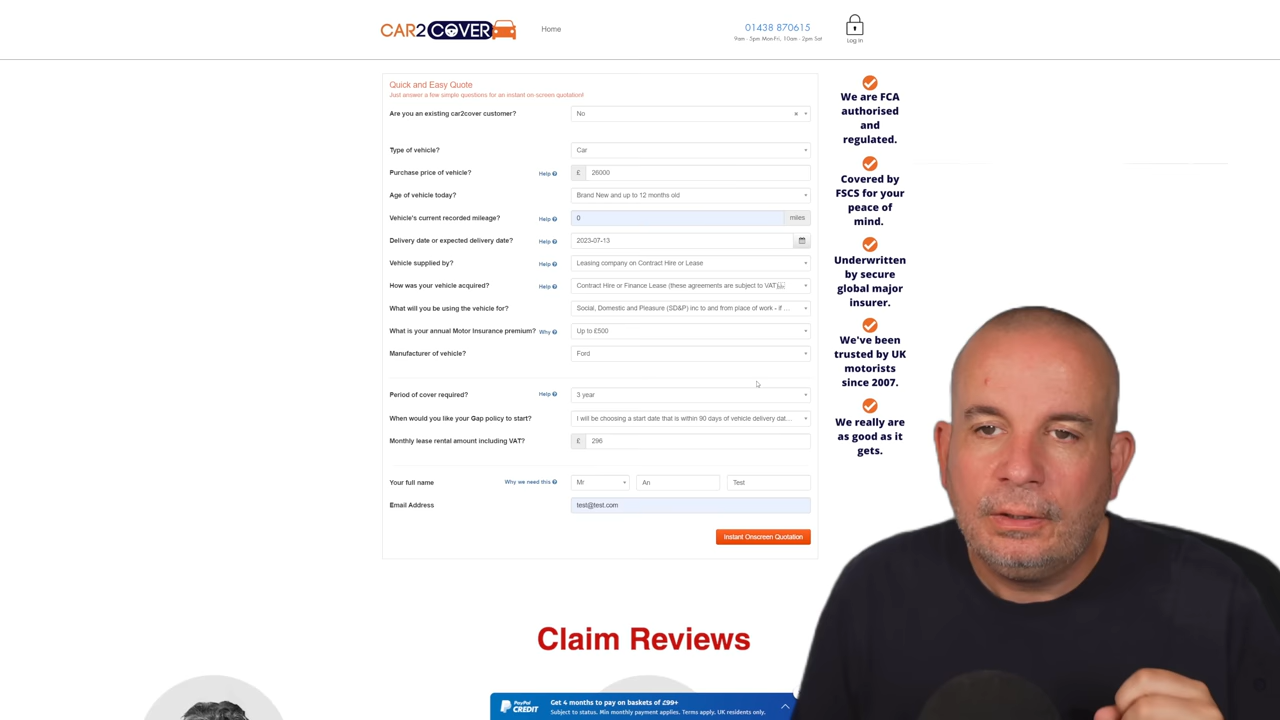 CAR2COVER
Home
01438 870615
9am - 5pm Mon-Fri, 10am - 2pm Sat
Log In
Quick and Easy Quote
Just answer a few simple questions for an instant on-screen quotation!
Are you an existing car2cover customer?
No
Type of vehicle?
Car
Purchase price of vehicle?
Help
£ 26000
Age of vehicle today?
Brand New and up to 12 months old
Vehicle's current recorded mileage?
Help
0 miles
Delivery date or expected delivery date?
Help
2023-07-13
Vehicle supplied by?
Help
Leasing company on Contract Hire or Lease
How was your vehicle acquired?
Help
Contract Hire or Finance Lease (these agreements are subject to VAT)
What will you be using the vehicle for?
Social, Domestic and Pleasure (SD&P) inc to and from place of work - if ...
What is your annual Motor Insurance premium?
Why
Up to £500
Manufacturer of vehicle?
Ford
Period of cover required?
Help
3 year
When would you like your Gap policy to start?
I will be choosing a start date that is within 90 days of vehicle delivery dat...
Monthly lease rental amount including VAT?
£ 296
Your full name
Why we need this
Mr An Test
Email Address
test@test.com
Instant Onscreen Quotation
We are FCA
authorised
and
regulated.
Covered by
FSCS for your
peace of
mind.
Underwritten
by secure
global major
insurer.
We've been
trusted by UK
motorists
since 2007.
We really are
as good as it
gets.
Claim Reviews
PayPal
CREDIT
Get 4 months to pay on baskets of £99+
Subject to status. Min monthly payment applies. Terms apply. UK residents only.